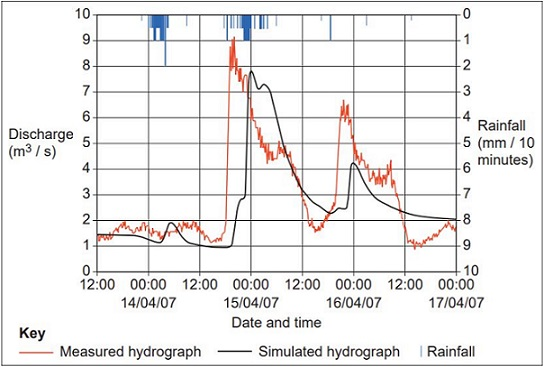 10 0
9 1
8 2
7 3
6 4
Discharge
(m³ / s)
5 5
Rainfall
(mm / 10
minutes)
4 6
3 7
2 8
1 9
0 10
12:00 00:00 12:00 00:00 12:00 00:00 12:00 00:00
14/04/07 15/04/07 16/04/07 17/04/07
Date and time
Key
Measured hydrograph Simulated hydrograph Rainfall